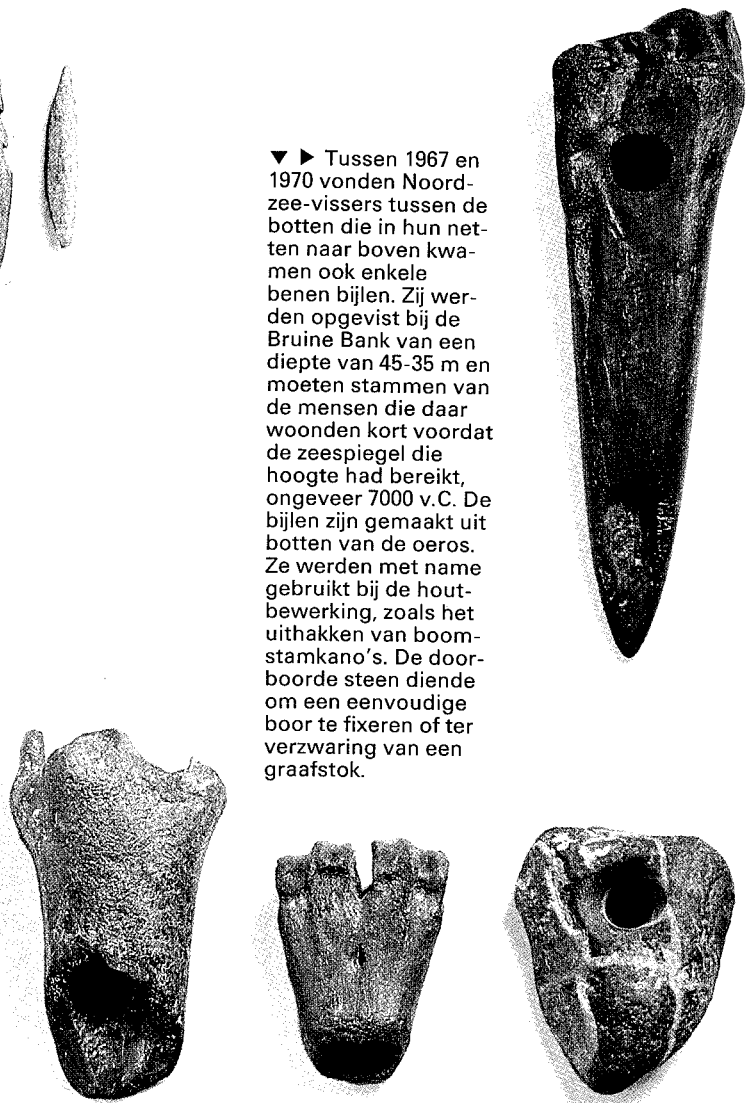 ▼ ▶ Tussen 1967 en
1970 vonden Noord-
zee-vissers tussen de
botten die in hun net-
ten naar boven kwa-
men ook enkele
benen bijlen. Zij wer-
den opgevist bij de
Bruine Bank van een
diepte van 45-35 m en
moeten stammen van
de mensen die daar
woonden kort voordat
de zeespiegel die
hoogte had bereikt,
ongeveer 7000 v.C. De
bijlen zijn gemaakt uit
botten van de oeros.
Ze werden met name
gebruikt bij de hout-
bewerking, zoals het
uithakken van boom-
stamkano's. De door-
boorde steen diende
om een eenvoudige
boor te fixeren of ter
verzwaring van een
graafstok.